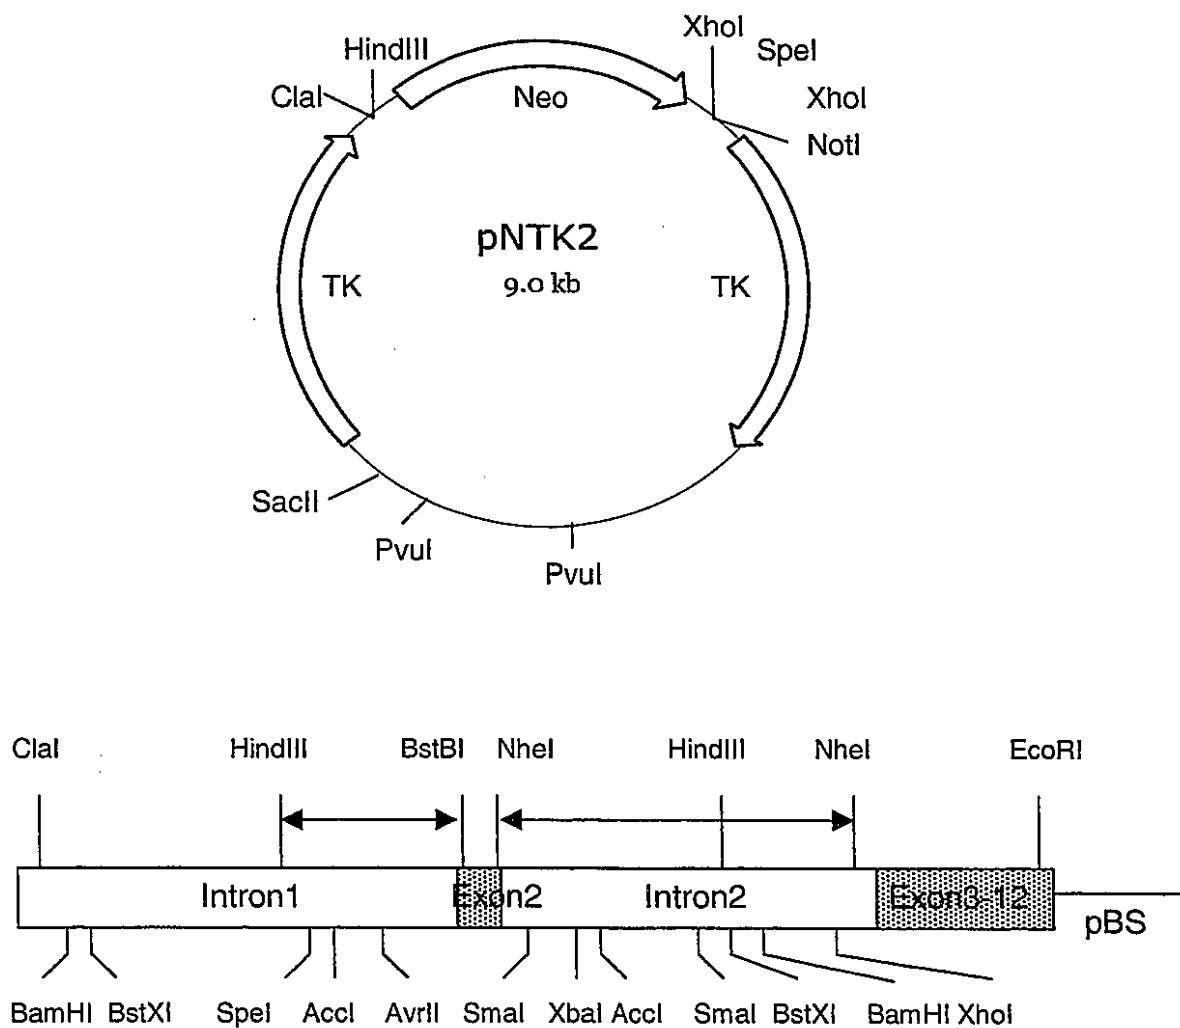 HindIII
XhoI
SpeI
ClaI
Neo
XhoI
NotI
pNTK2
9.0 kb
TK
TK
SacII
PvuI
PvuI
ClaI HindIII BstBI NheI HindIII NheI EcoRI
Intron1 Exon2 Intron2 Exon3-12
pBS
BamHI BstXI SpeI AccI AvrII SmaI XbaI AccI SmaI BstXI BamHI XhoI